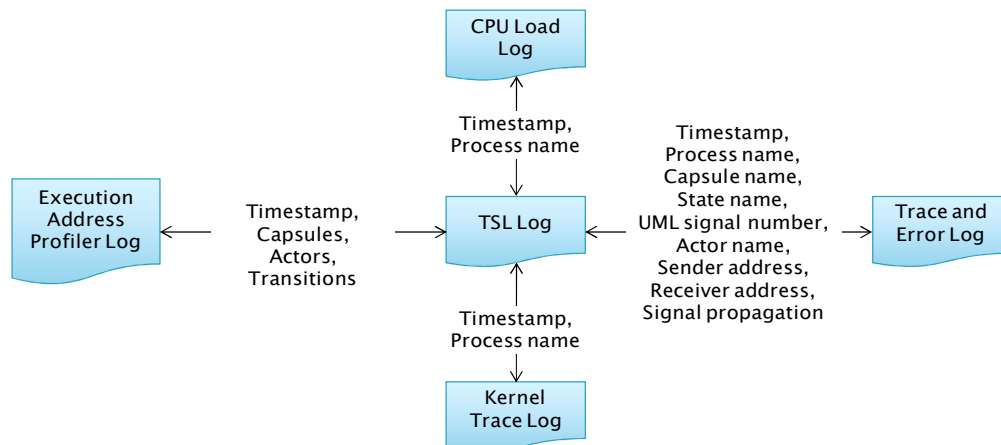 CPU Load
Log
Timestamp,
Process name
Execution
Address
Profiler Log
Timestamp,
Capsules,
Actors,
Transitions
TSL Log
Timestamp,
Process name,
Capsule name,
State name,
UML signal number,
Actor name,
Sender address,
Receiver address,
Signal propagation
Trace and
Error Log
Timestamp,
Process name
Kernel
Trace Log